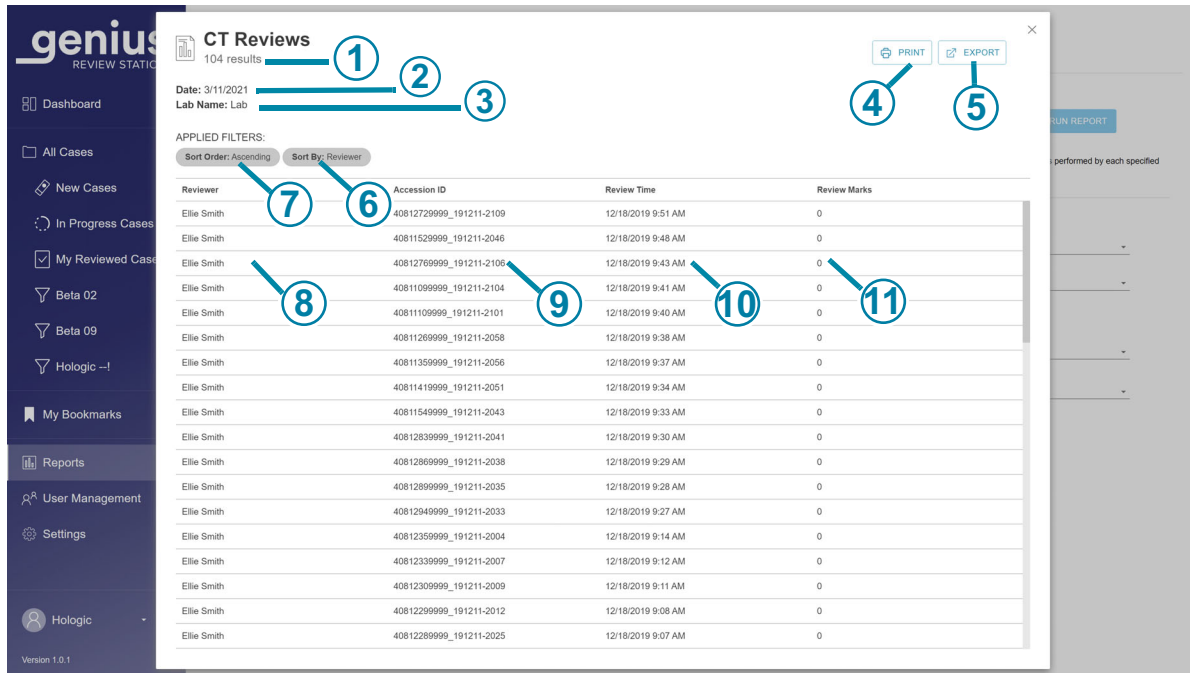 genius
REVIEW STATIO
Dashboard
All Cases
New Cases
In Progress Cases
My Reviewed Case
Beta 02
Beta 09
Hologic --!
My Bookmarks
Reports
User Management
Settings
Hologic
Version 1.0.1
CT Reviews
104 results
1
Date: 3/11/2021
2
Lab Name: Lab
3
PRINT
EXPORT
4
5
APPLIED FILTERS:
Sort Order: Ascending
Sort By: Reviewer
7
6
Reviewer Accession ID Review Time Review Marks
Ellie Smith 40812729999_191211-2109 12/18/2019 9:51 AM 0
Ellie Smith 40811529999_191211-2046 12/18/2019 9:48 AM 0
Ellie Smith 40812769999_191211-2106 12/18/2019 9:43 AM 0
Ellie Smith 40811099999_191211-2104 12/18/2019 9:41 AM 0
8
9
10
11
Ellie Smith 40811109999_191211-2101 12/18/2019 9:40 AM 0
Ellie Smith 40811269999_191211-2058 12/18/2019 9:38 AM 0
Ellie Smith 40811359999_191211-2056 12/18/2019 9:37 AM 0
Ellie Smith 40811419999_191211-2051 12/18/2019 9:34 AM 0
Ellie Smith 40811549999_191211-2043 12/18/2019 9:33 AM 0
Ellie Smith 40812839999_191211-2041 12/18/2019 9:30 AM 0
Ellie Smith 40812869999_191211-2038 12/18/2019 9:29 AM 0
Ellie Smith 40812899999_191211-2035 12/18/2019 9:28 AM 0
Ellie Smith 40812949999_191211-2033 12/18/2019 9:27 AM 0
Ellie Smith 40812359999_191211-2004 12/18/2019 9:14 AM 0
Ellie Smith 40812339999_191211-2007 12/18/2019 9:12 AM 0
Ellie Smith 40812309999_191211-2009 12/18/2019 9:11 AM 0
Ellie Smith 40812299999_191211-2012 12/18/2019 9:08 AM 0
Ellie Smith 40812289999_191211-2025 12/18/2019 9:07 AM 0
RUN REPORT
performed by each specified